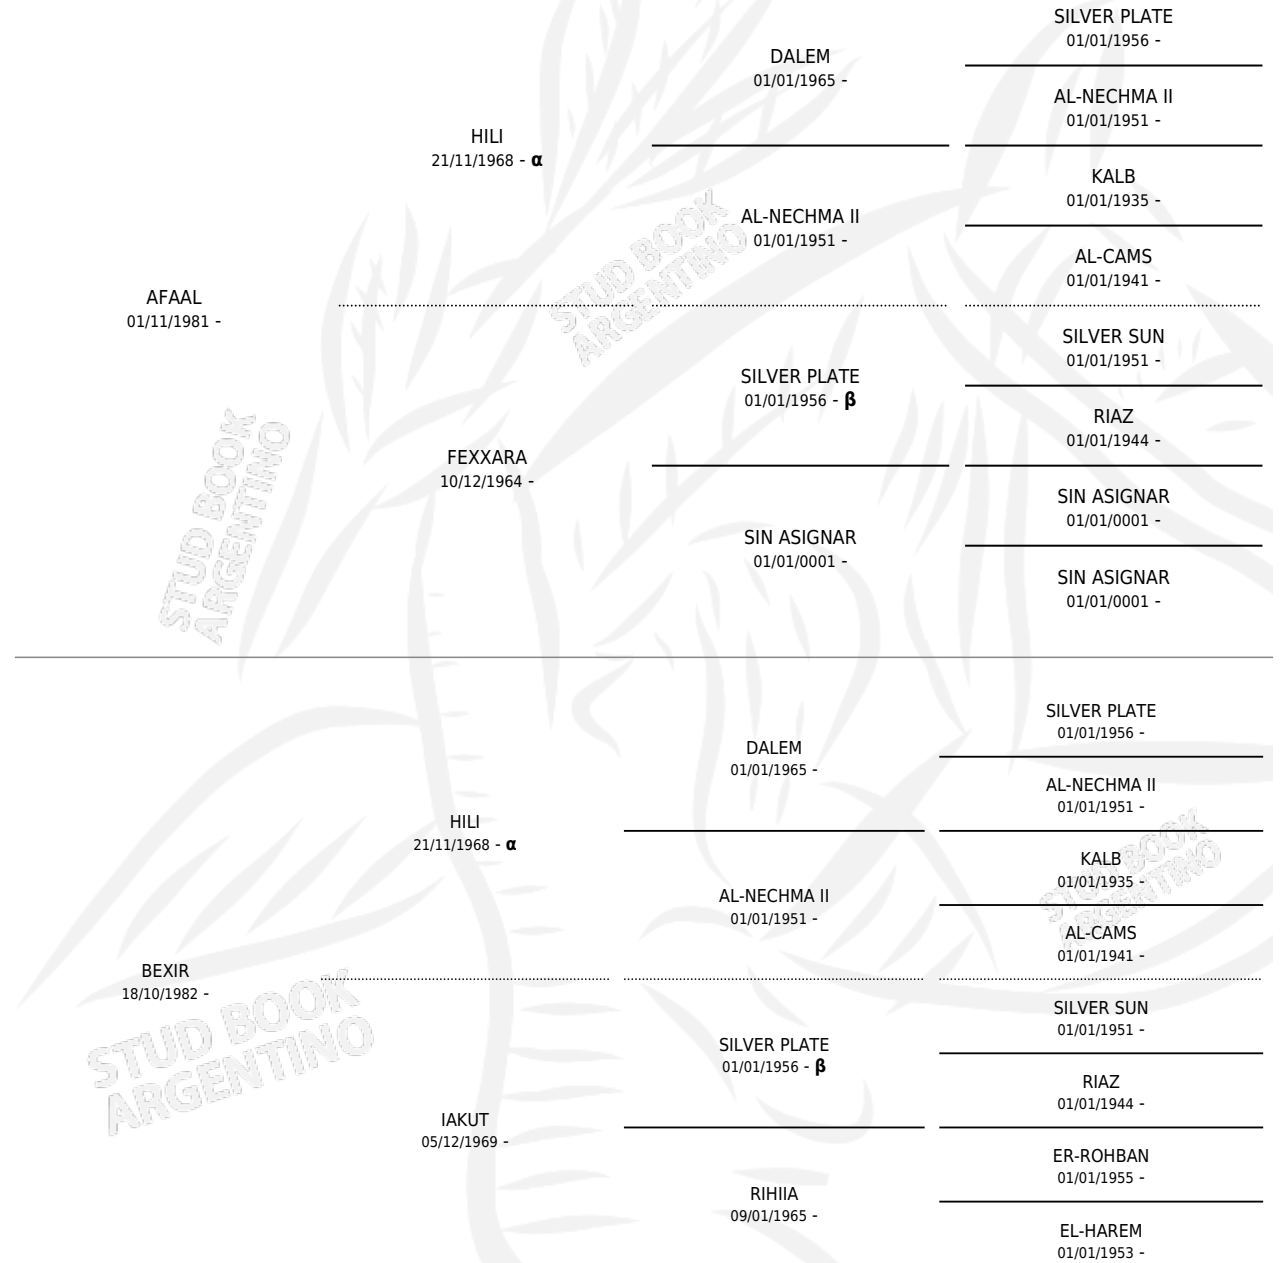 SILVER PLATE
01/01/1956 -
DALEM
01/01/1965 -
AL-NECHMA II
01/01/1951 -
HILI
21/11/1968 - α
KALB
01/01/1935 -
AL-NECHMA II
01/01/1951 -
AL-CAMS
01/01/1941 -
AFAAL
01/11/1981 -
SILVER SUN
01/01/1951 -
SILVER PLATE
01/01/1956 - β
RIAZ
01/01/1944 -
FEXXARA
10/12/1964 -
SIN ASIGNAR
01/01/0001 -
SIN ASIGNAR
01/01/0001 -
SIN ASIGNAR
01/01/0001 -
STUD BOOK
ARGENTINO
STUD BOOK
ARGENTINO
SILVER PLATE
01/01/1956 -
DALEM
01/01/1965 -
AL-NECHMA II
01/01/1951 -
HILI
21/11/1968 - α
KALB
01/01/1935 -
AL-NECHMA II
01/01/1951 -
AL-CAMS
01/01/1941 -
BEXIR
18/10/1982 -
SILVER SUN
01/01/1951 -
SILVER PLATE
01/01/1956 - β
RIAZ
01/01/1944 -
IAKUT
05/12/1969 -
ER-ROHBAN
01/01/1955 -
RIHIIA
09/01/1965 -
EL-HAREM
01/01/1953 -
STUD BOOK
ARGENTINO
STUD BOOK
ARGENTINO